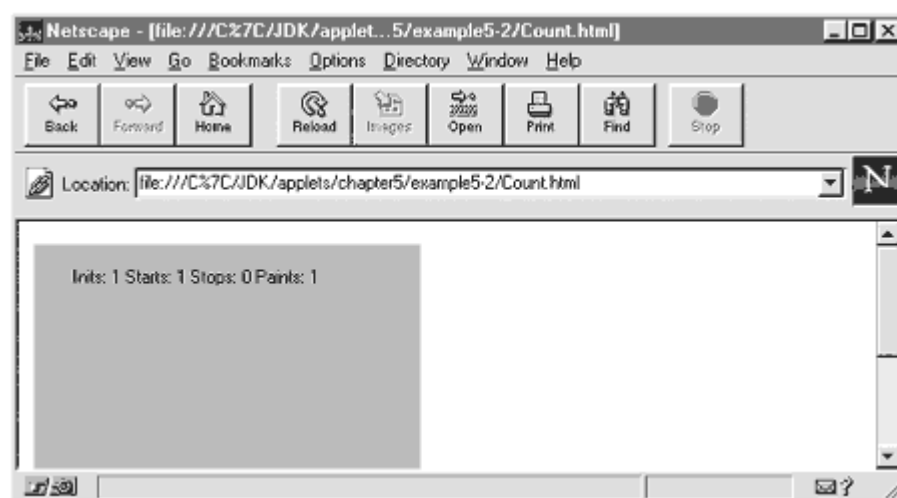 Netscape - [file:///C%7C/JDK/applet...5/example5-2/Count.html]
File Edit View Go Bookmarks Options Directory Window Help
Back Forward Home Reload Images Open Print Find Stop
Location: file:///C%7C/JDK/applets/chapter5/example5-2/Count.html
N
Inits: 1 Starts: 1 Stops: 0 Paints: 1
?